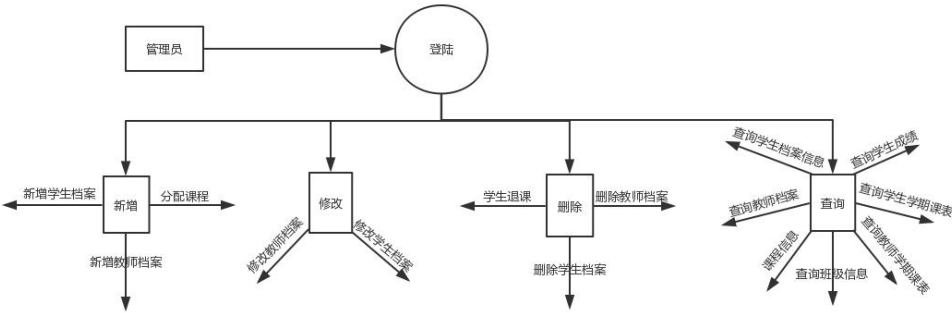 管理员
登陆
新增学生档案
新增
分配课程
新增教师档案
修改
修改教师档案
修改学生档案
学生退课
删除
删除教师档案
删除学生档案
查询学生档案信息
查询学生成绩
查询教师档案
查询
查询学生学期课表
课程信息
查询班级信息
查询教师学期课表